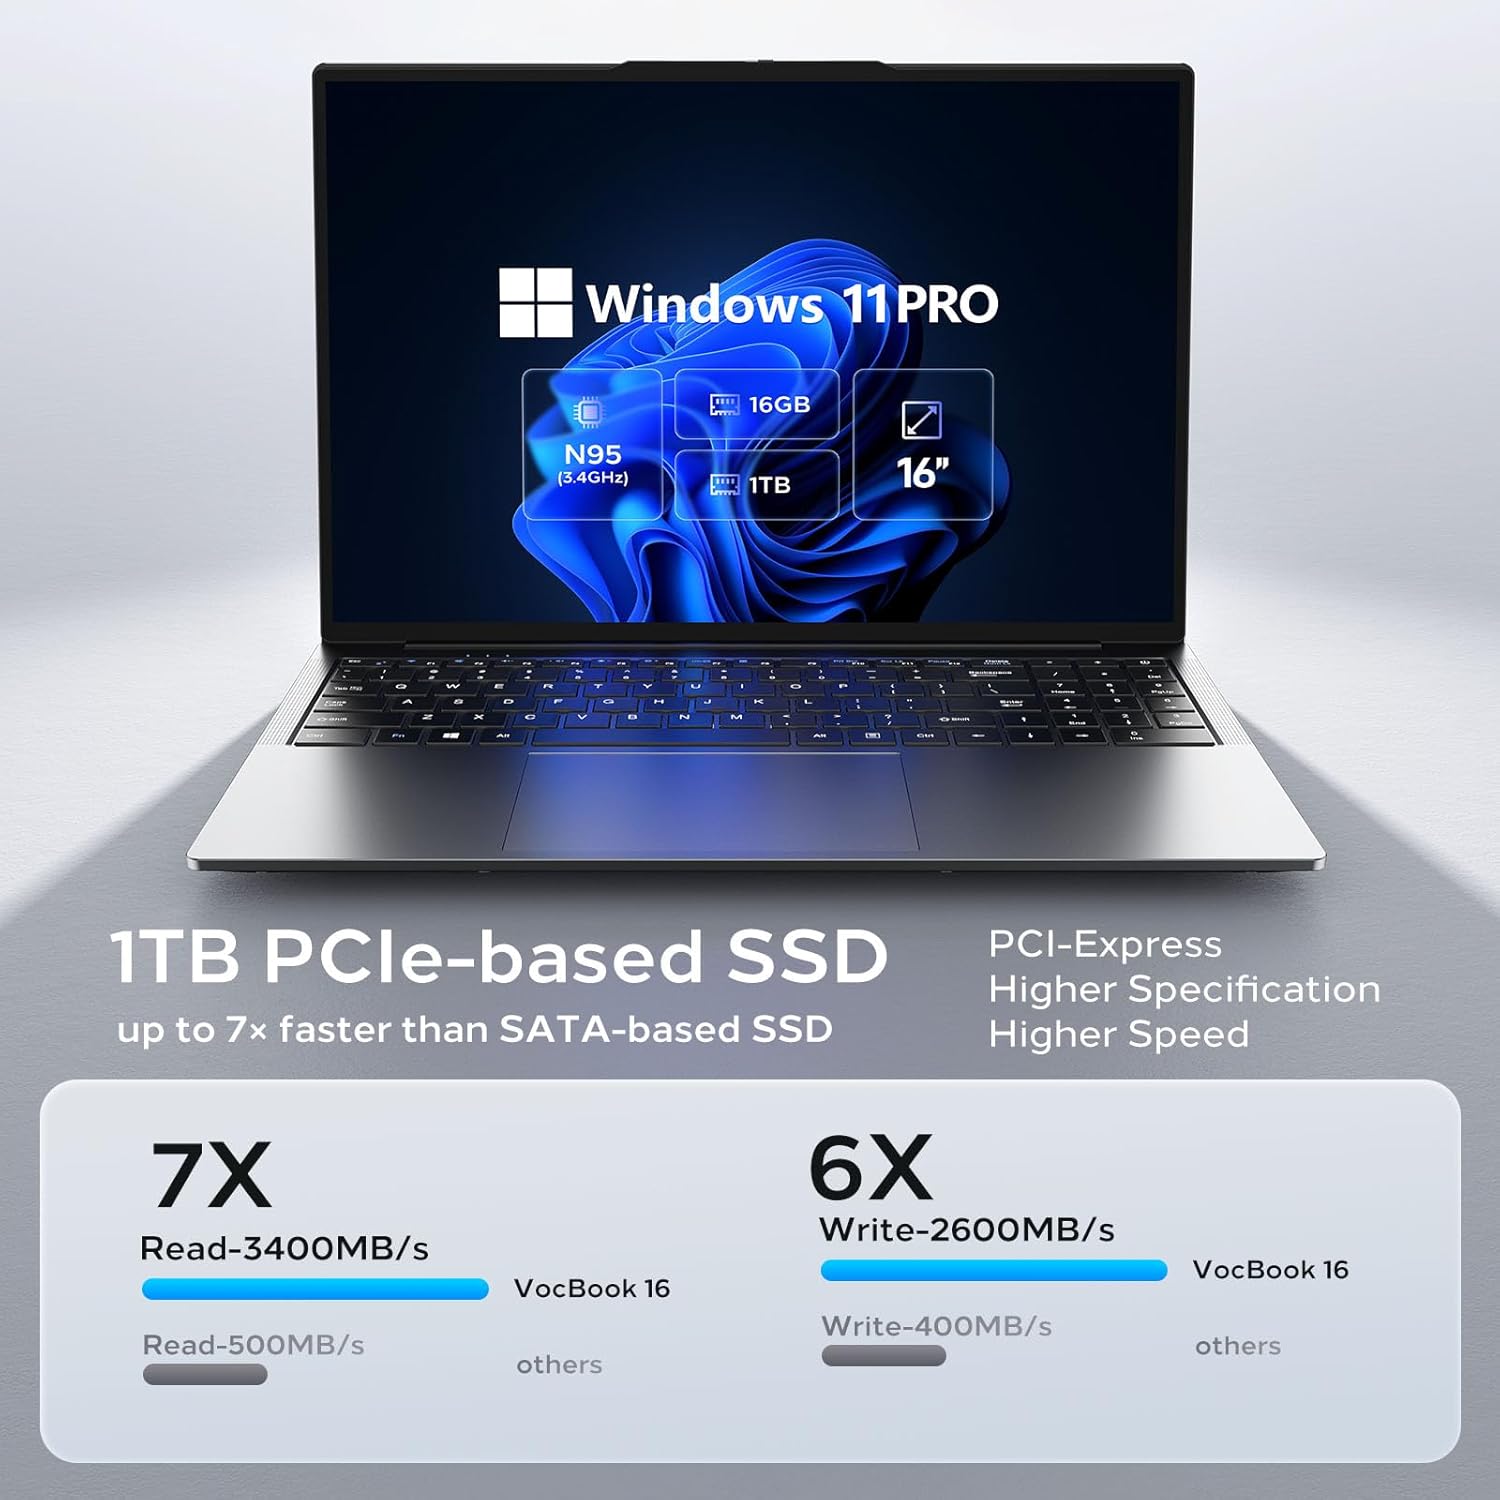 Windows 11 PRO
N95
(3.4GHz)
16GB
1TB
16”
1TB PCIe-based SSD
up to 7× faster than SATA-based SSD
PCI-Express
Higher Specification
Higher Speed
7X
Read-3400MB/s
VocBook 16
Read-500MB/s
others
6X
Write-2600MB/s
VocBook 16
Write-400MB/s
others